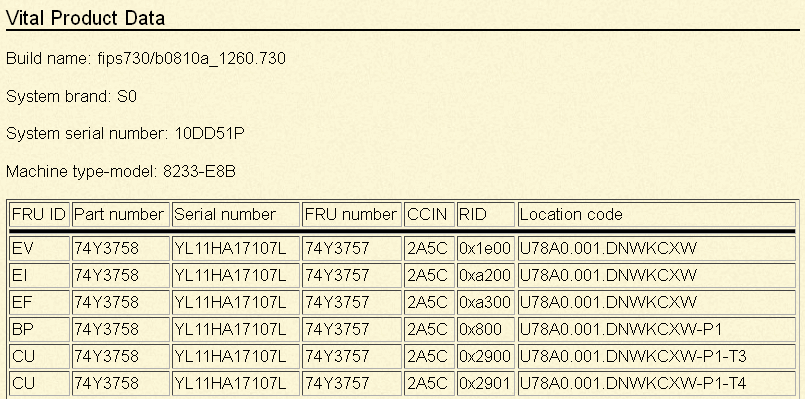 Vital Product Data
Build name: fips730/b0810a_1260.730
System brand: S0
System serial number: 10DD51P
Machine type-model: 8233-E8B
FRU ID Part number Serial number FRU number CCIN RID Location code
EV 74Y3758 YL11HA17107L 74Y3757 2A5C 0x1e00 U78A0.001.DNWKCXW
EI 74Y3758 YL11HA17107L 74Y3757 2A5C 0xa200 U78A0.001.DNWKCXW
EF 74Y3758 YL11HA17107L 74Y3757 2A5C 0xa300 U78A0.001.DNWKCXW
BP 74Y3758 YL11HA17107L 74Y3757 2A5C 0x800 U78A0.001.DNWKCXW-P1
CU 74Y3758 YL11HA17107L 74Y3757 2A5C 0x2900 U78A0.001.DNWKCXW-P1-T3
CU 74Y3758 YL11HA17107L 74Y3757 2A5C 0x2901 U78A0.001.DNWKCXW-P1-T4